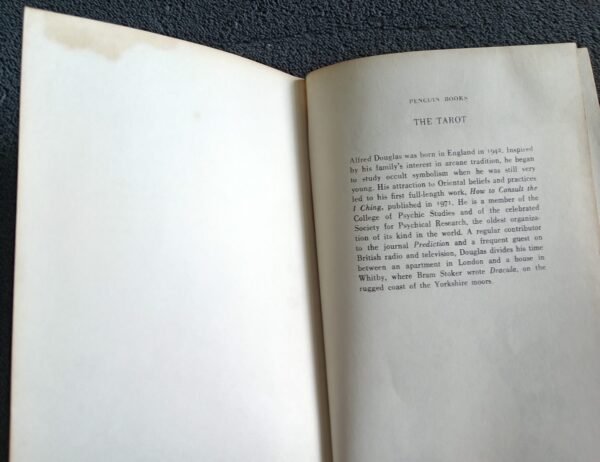 PENGUIN BOOKS
THE TAROT
Alfred Douglas was born in England in 1942. Inspired
by his family's interest in arcane tradition, he began
to study occult symbolism when he was still very
young. His attraction to Oriental beliefs and practices
led to his first full-length work, How to Consult the
I Ching, published in 1971. He is a member of the
College of Psychic Studies and of the celebrated
Society for Psychical Research, the oldest organiza-
tion of its kind in the world. A regular contributor
to the journal Prediction and a frequent guest on
British radio and television, Douglas divides his time
between an apartment in London and a house in
Whitby, where Bram Stoker wrote Dracula, on the
rugged coast of the Yorkshire moors.